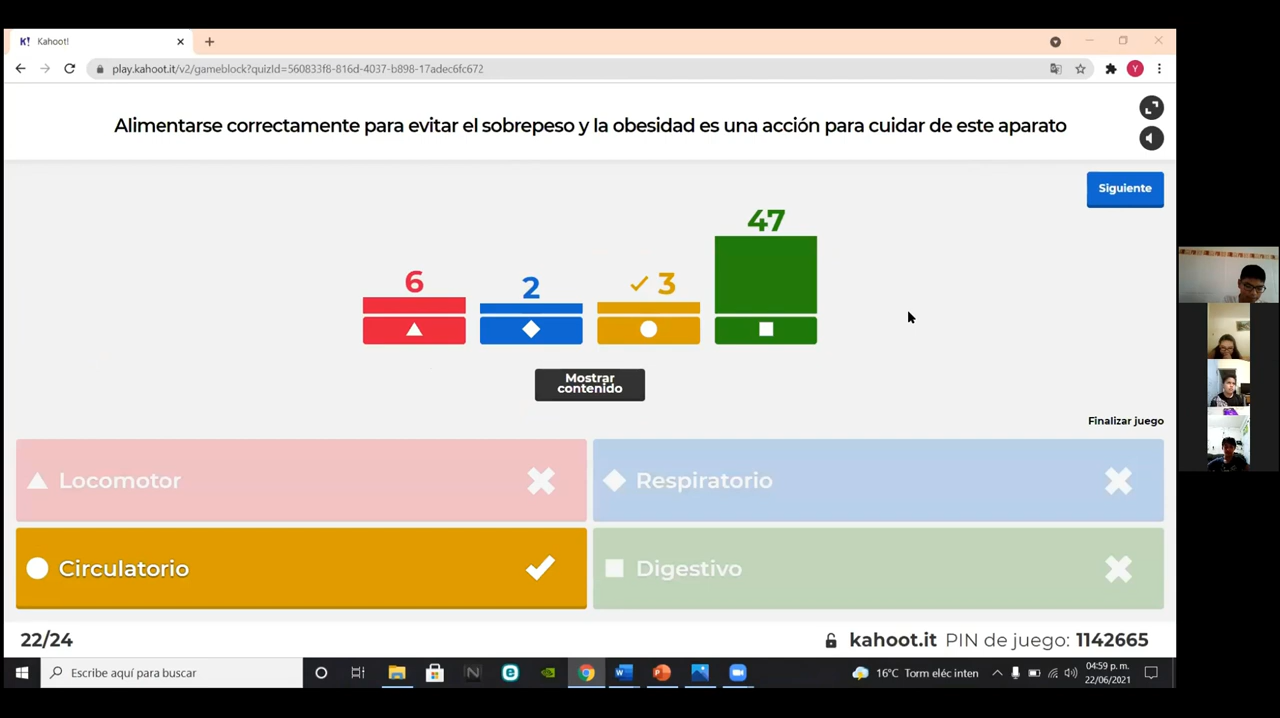 Kahoot!
play.kahoot.it/v2/gameblock?quizId=560833f8-816d-4037-b898-17adec6fc672
Y
Alimentarse correctamente para evitar el sobrepeso y la obesidad es una acción para cuidar de este aparato
Siguiente
6
2
3
47
Mostrar
contenido
Finalizar juego
Locomotor
Respiratorio
Circulatorio
Digestivo
22/24
kahoot.it PIN de juego: 1142665
Escribe aquí para buscar
16°C Torm eléc inten
04:59 p. m.
22/06/2021